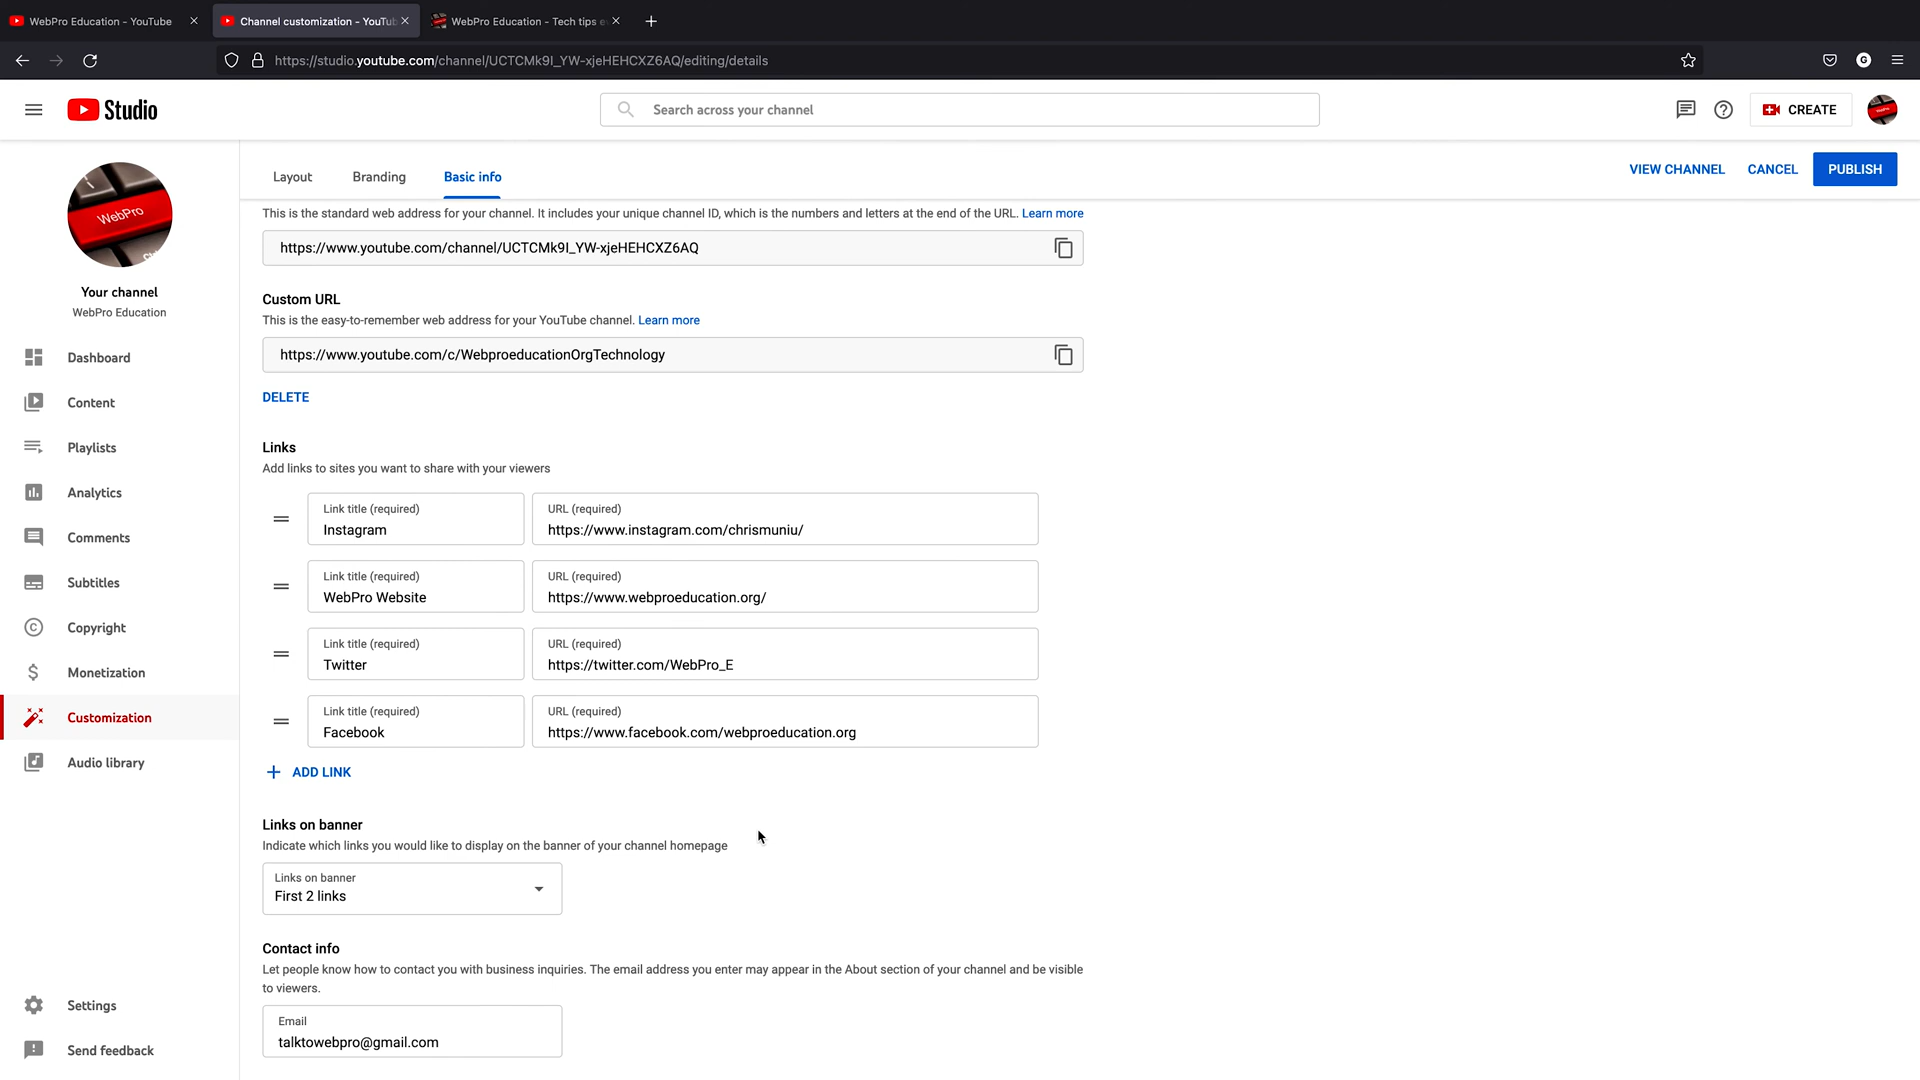 WebPro Education - YouTube
Channel customization - YouTub
WebPro Education - Tech tips e
https://studio.youtube.com/channel/UCTCMk9I_YW-xjeHEHCXZ6AQ/editing/details
G
Studio
Search across your channel
CREATE
Layout
Branding
Basic info
VIEW CHANNEL
CANCEL
PUBLISH
WebPro
Your channel
WebPro Education
Dashboard
Content
Playlists
Analytics
Comments
Subtitles
Copyright
Monetization
Customization
Audio library
Settings
Send feedback
This is the standard web address for your channel. It includes your unique channel ID, which is the numbers and letters at the end of the URL. Learn more
https://www.youtube.com/channel/UCTCMk9I_YW-xjeHEHCXZ6AQ
Custom URL
This is the easy-to-remember web address for your YouTube channel. Learn more
https://www.youtube.com/c/WebproeducationOrgTechnology
DELETE
Links
Add links to sites you want to share with your viewers
Link title (required)
Instagram
URL (required)
https://www.instagram.com/chrismuniu/
Link title (required)
WebPro Website
URL (required)
https://www.webproeducation.org/
Link title (required)
Twitter
URL (required)
https://twitter.com/WebPro_E
Link title (required)
Facebook
URL (required)
https://www.facebook.com/webproeducation.org
ADD LINK
Links on banner
Indicate which links you would like to display on the banner of your channel homepage
Links on banner
First 2 links
Contact info
Let people know how to contact you with business inquiries. The email address you enter may appear in the About section of your channel and be visible
to viewers.
Email
talktowebpro@gmail.com